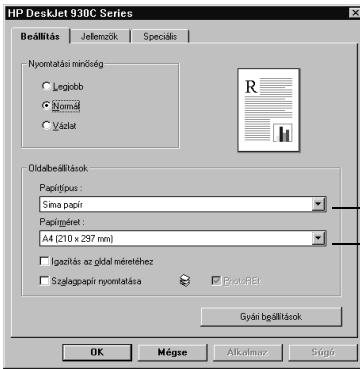 HP DeskJet 930C Series
Beállítás Jellemzők Speciális
Nyomtatási minőség
Legjobb
Normál
Vázlat
R
Oldalbeállítások
Papírtípus :
Sima papír
Papírméret :
A4 (210 x 297 mm)
Igazítás az oldal méretéhez
Szalagpapír nyomtatása PhotoREt
Gyári beállítások
OK Mégse Alkalmaz Súgó